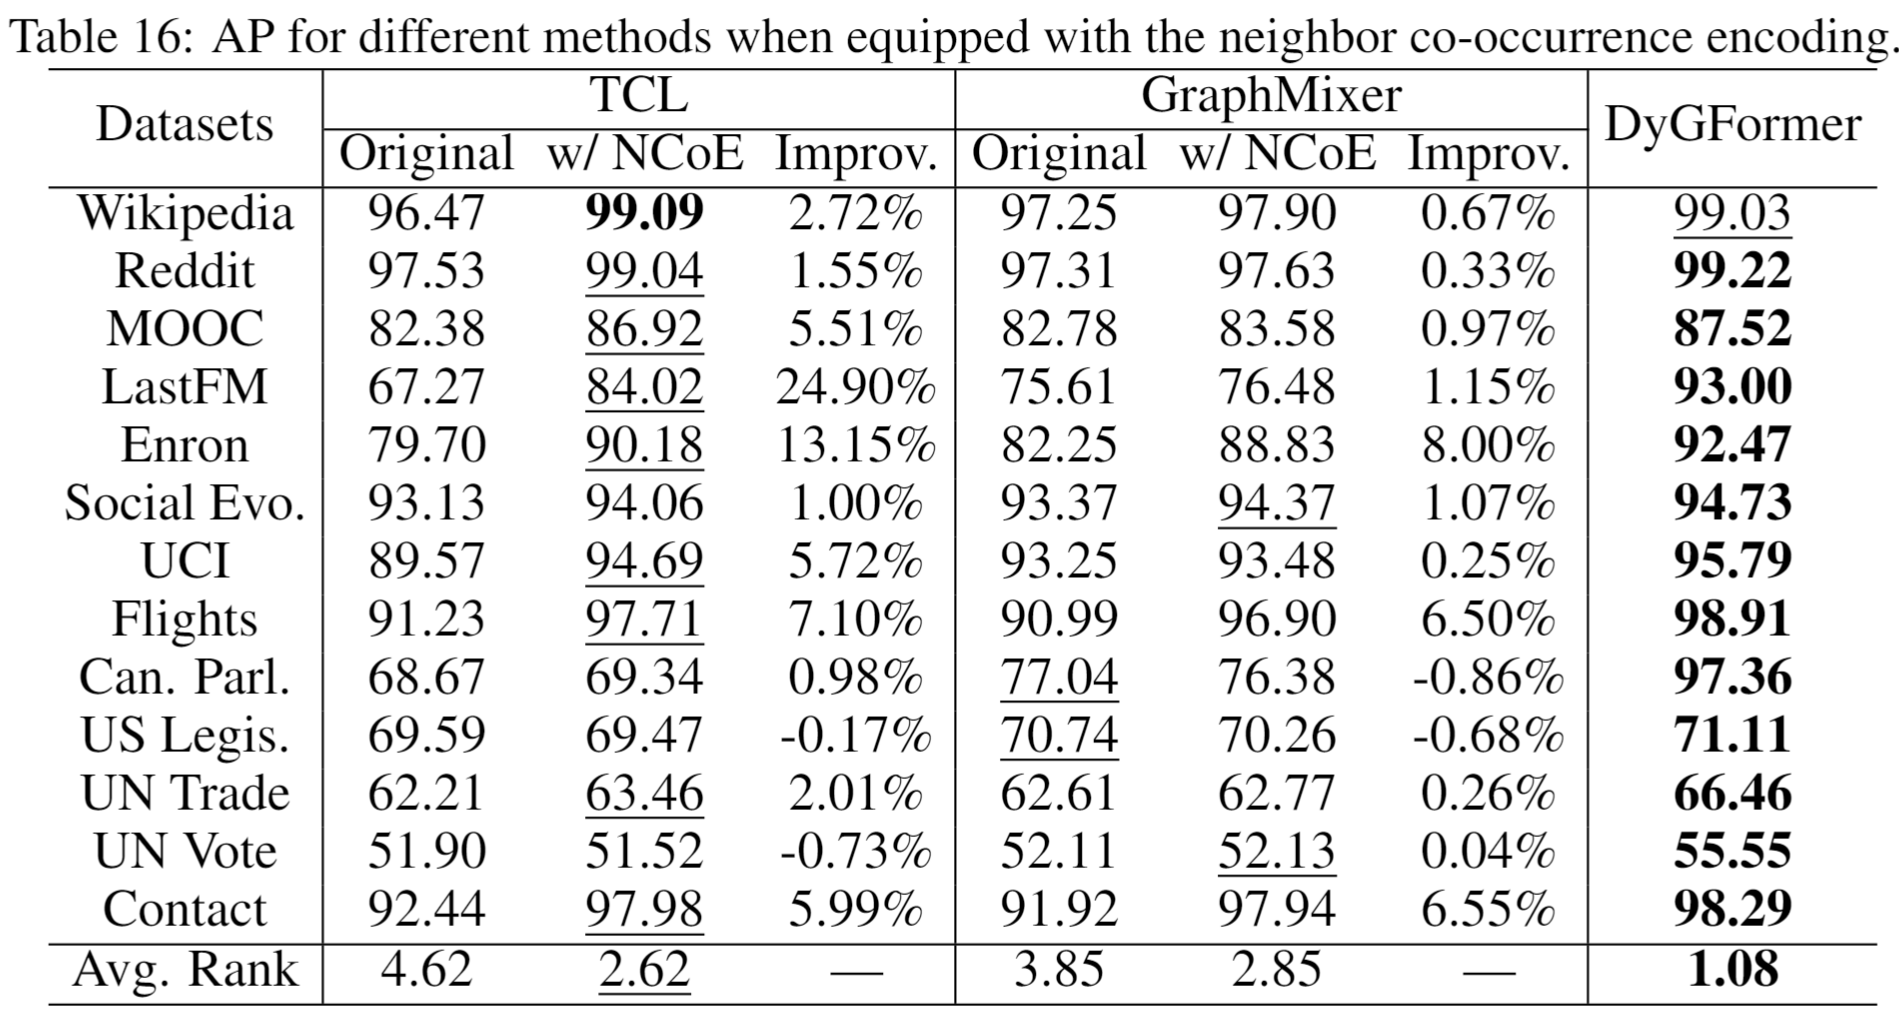 Table 16: AP for different methods when equipped with the neighbor co-occurrence encoding.
Datasets TCL GraphMixer DyGFormer
Original w/ NCoE Improv. Original w/ NCoE Improv.
Wikipedia 96.47 99.09 2.72% 97.25 97.90 0.67% 99.03
Reddit 97.53 99.04 1.55% 97.31 97.63 0.33% 99.22
MOOC 82.38 86.92 5.51% 82.78 83.58 0.97% 87.52
LastFM 67.27 84.02 24.90% 75.61 76.48 1.15% 93.00
Enron 79.70 90.18 13.15% 82.25 88.83 8.00% 92.47
Social Evo. 93.13 94.06 1.00% 93.37 94.37 1.07% 94.73
UCI 89.57 94.69 5.72% 93.25 93.48 0.25% 95.79
Flights 91.23 97.71 7.10% 90.99 96.90 6.50% 98.91
Can. Parl. 68.67 69.34 0.98% 77.04 76.38 -0.86% 97.36
US Legis. 69.59 69.47 -0.17% 70.74 70.26 -0.68% 71.11
UN Trade 62.21 63.46 2.01% 62.61 62.77 0.26% 66.46
UN Vote 51.90 51.52 -0.73% 52.11 52.13 0.04% 55.55
Contact 92.44 97.98 5.99% 91.92 97.94 6.55% 98.29
Avg. Rank 4.62 2.62 — 3.85 2.85 — 1.08